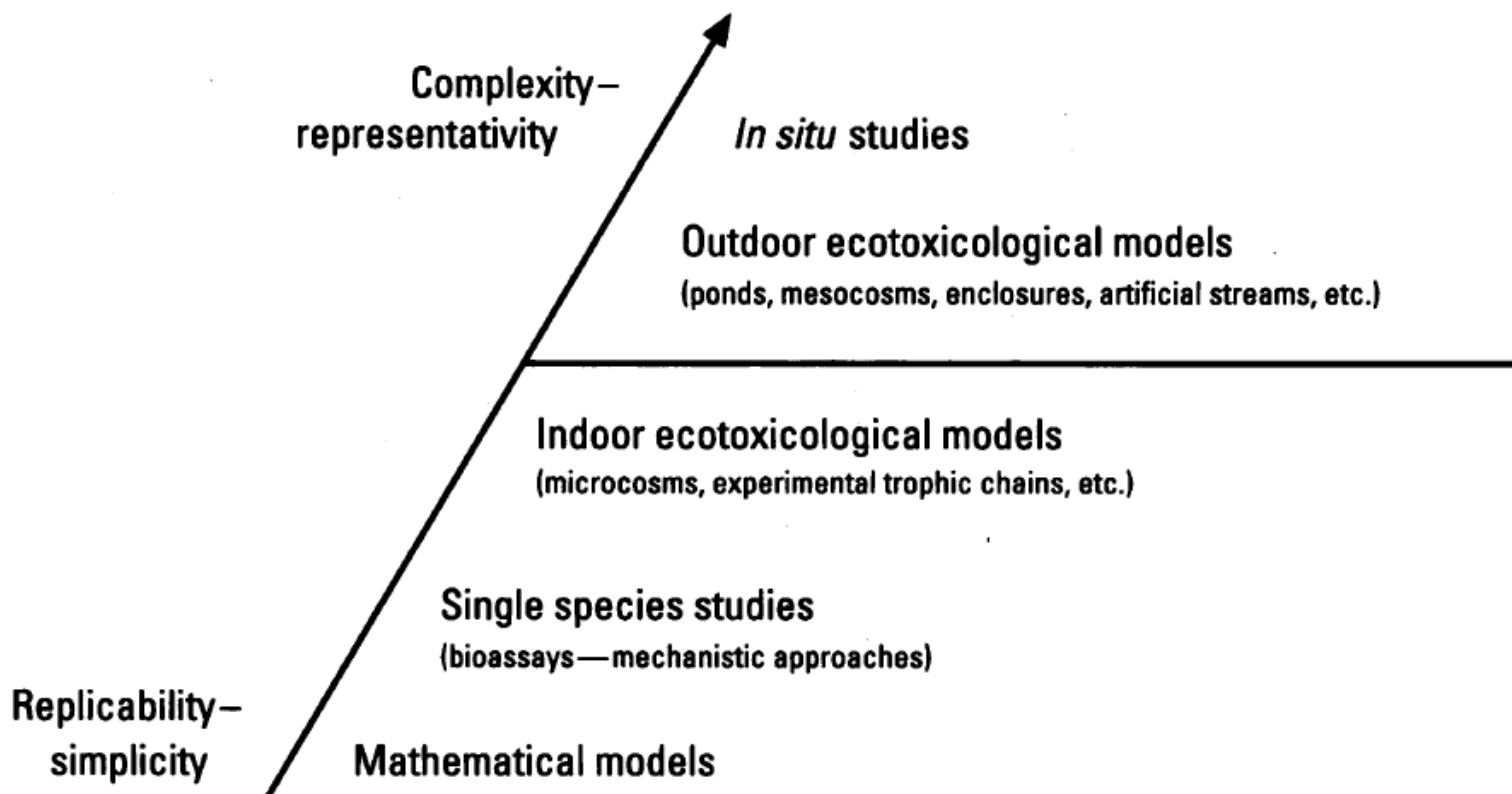 Complexity–
representativity
In situ studies
Outdoor ecotoxicological models
(ponds, mesocosms, enclosures, artificial streams, etc.)
Indoor ecotoxicological models
(microcosms, experimental trophic chains, etc.)
Single species studies
(bioassays—mechanistic approaches)
Replicability–
simplicity
Mathematical models